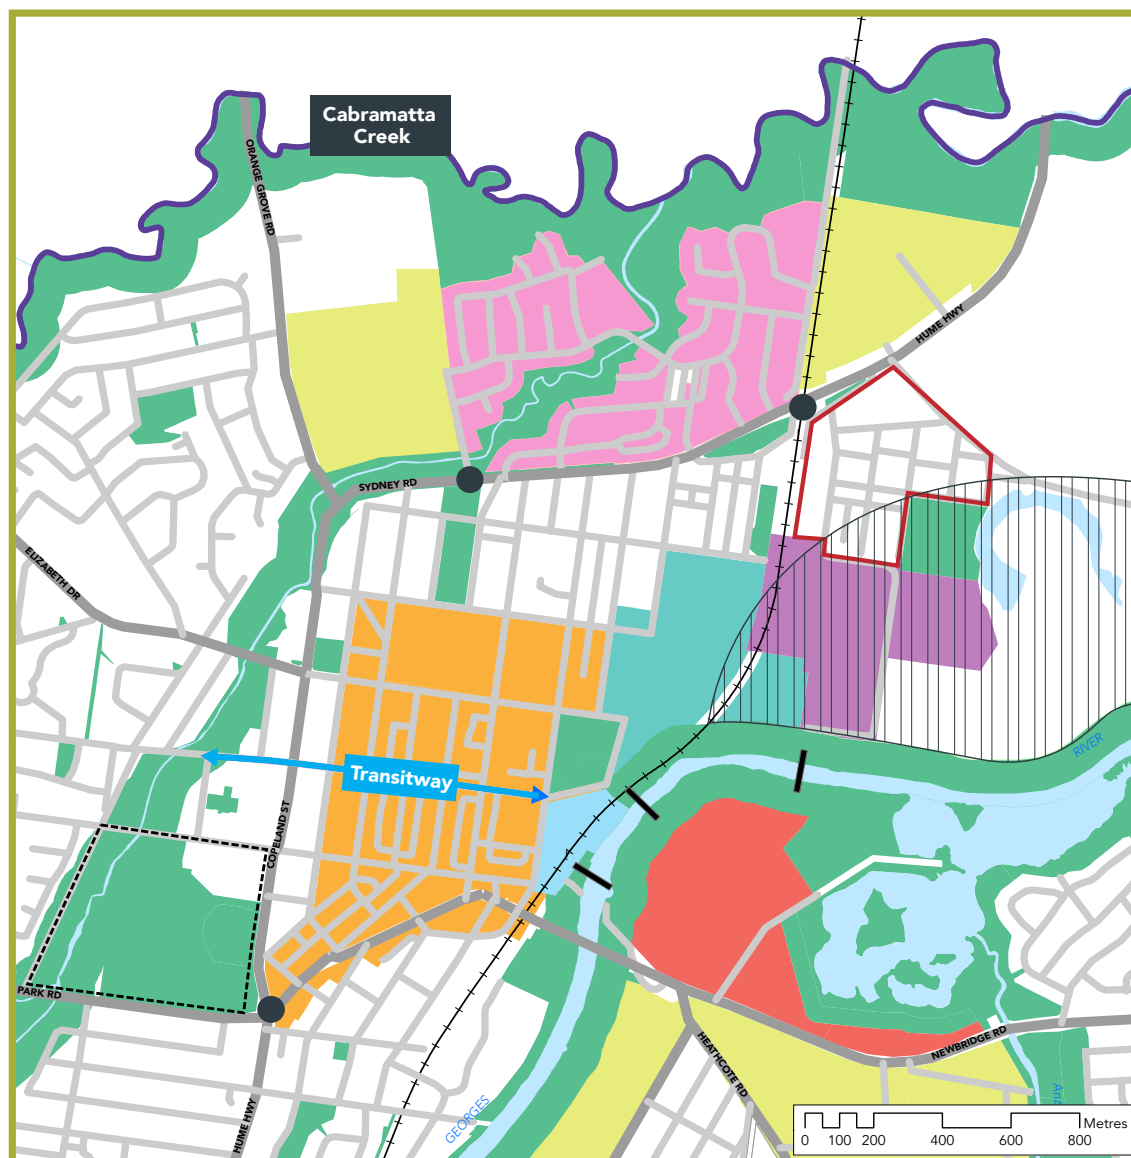 Cabramatta
Creek
ORANGE GROVE RD
HUME HWY
SYDNEY RD
ELIZABETH DR
RIVER
Transitway
COPELAND ST
PARK RD
HEATHCOTE RD
NEWBRIDGE RD
GEORGES
HUME HWY
Metres
0 100 200 400 600 800